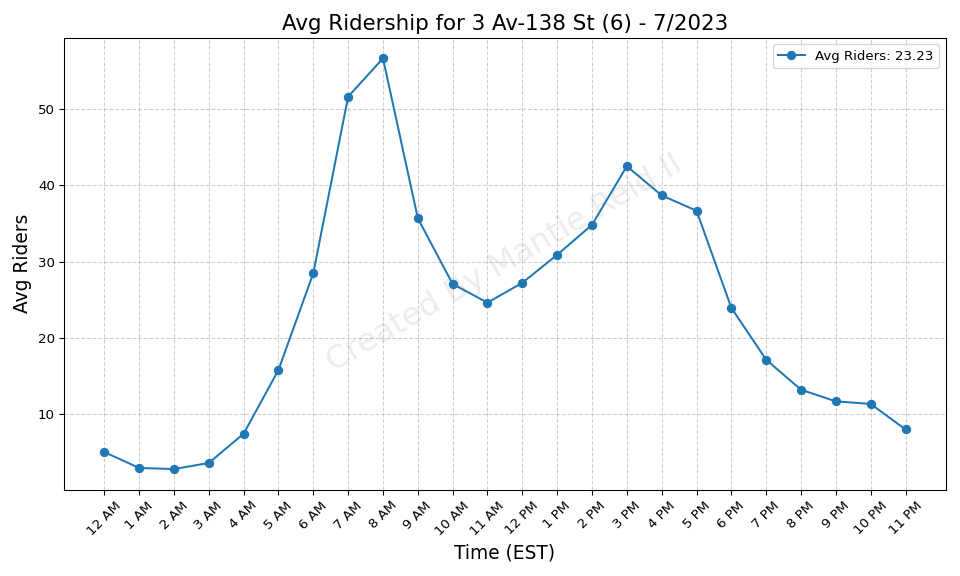 Avg Ridership for 3 Av-138 St (6) - 7/2023
Avg Riders: 23.23
Avg Riders
50
40
30
20
10
Created By Mantle Reid II
12 AM
1 AM
2 AM
3 AM
4 AM
5 AM
6 AM
7 AM
8 AM
9 AM
10 AM
11 AM
12 PM
1 PM
2 PM
3 PM
4 PM
5 PM
6 PM
7 PM
8 PM
9 PM
10 PM
11 PM
Time (EST)